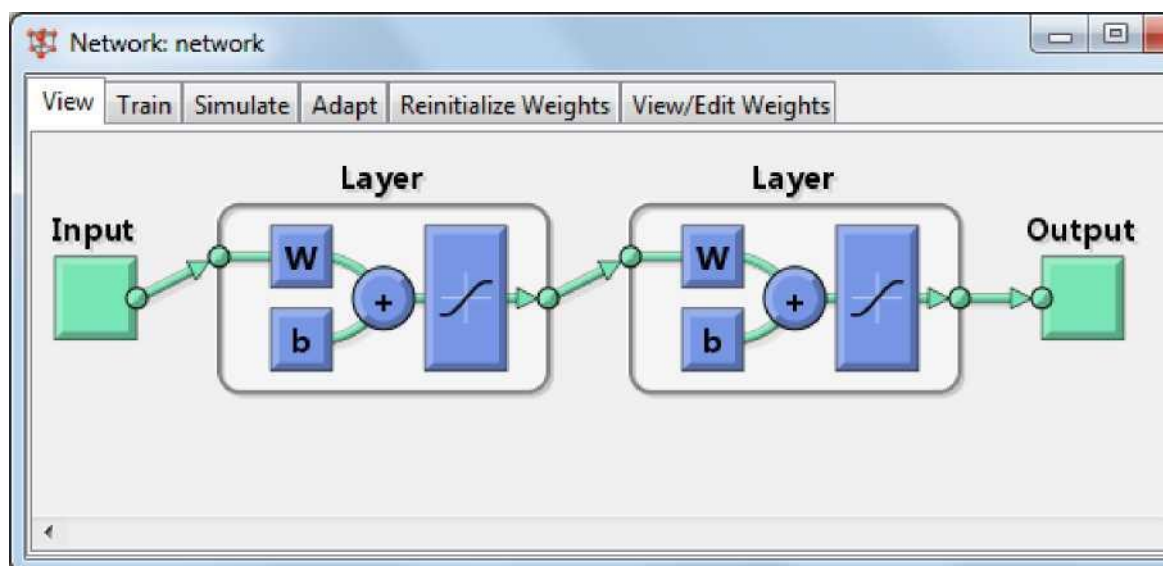 Network: network
View Train Simulate Adapt Reinitialize Weights View/Edit Weights
Layer Layer
Input Output
W W
+ +
b b